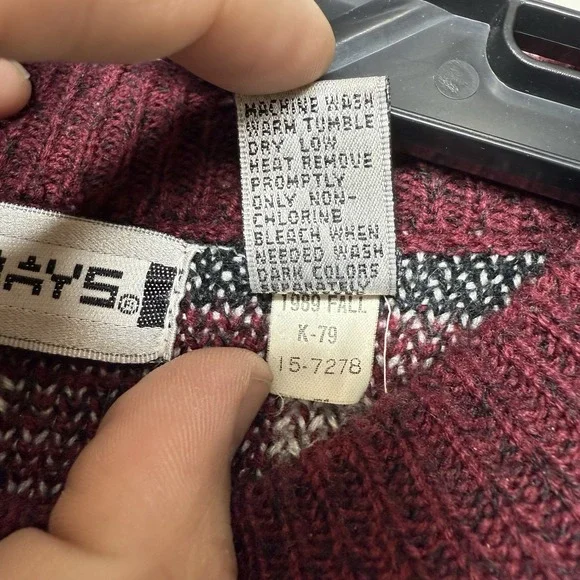 MACHINE WASH
WARM TUMBLE
DRY LOW
HEAT REMOVE
PROMPTLY
ONLY NON-
CHLORINE
BLEACH WHEN
NEEDED WASH
DARK COLORS
AYS®
1989 FALL
K-79
15-7278